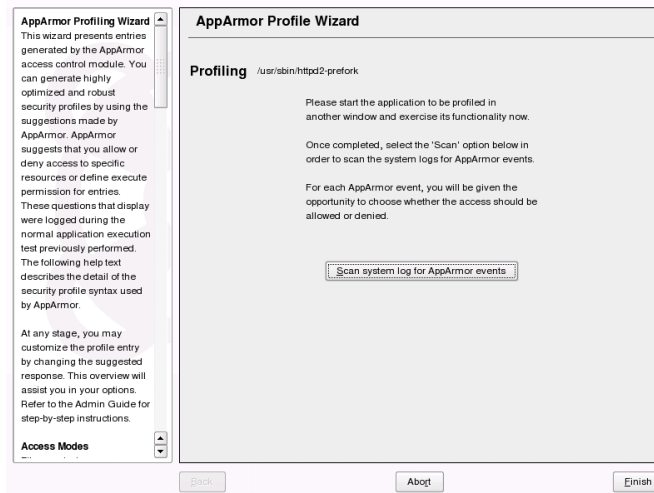 AppArmor Profiling Wizard
This wizard presents entries
generated by the AppArmor
access control module. You
can generate highly
optimized and robust
security profiles by using the
suggestions made by
AppArmor. AppArmor
suggests that you allow or
deny access to specific
resources or define execute
permission for entries.
These questions that display
were logged during the
normal application execution
test previously performed.
The following help text
describes the detail of the
security profile syntax used
by AppArmor.
At any stage, you may
customize the profile entry
by changing the suggested
response. This overview will
assist you in your options.
Refer to the Admin Guide for
step-by-step instructions.
Access Modes
AppArmor Profile Wizard
Profiling /usr/sbin/httpd2-prefork
Please start the application to be profiled in
another window and exercise its functionality now.
Once completed, select the 'Scan' option below in
order to scan the system logs for AppArmor events.
For each AppArmor event, you will be given the
opportunity to choose whether the access should be
allowed or denied.
Scan system log for AppArmor events
Back
Abort
Finish